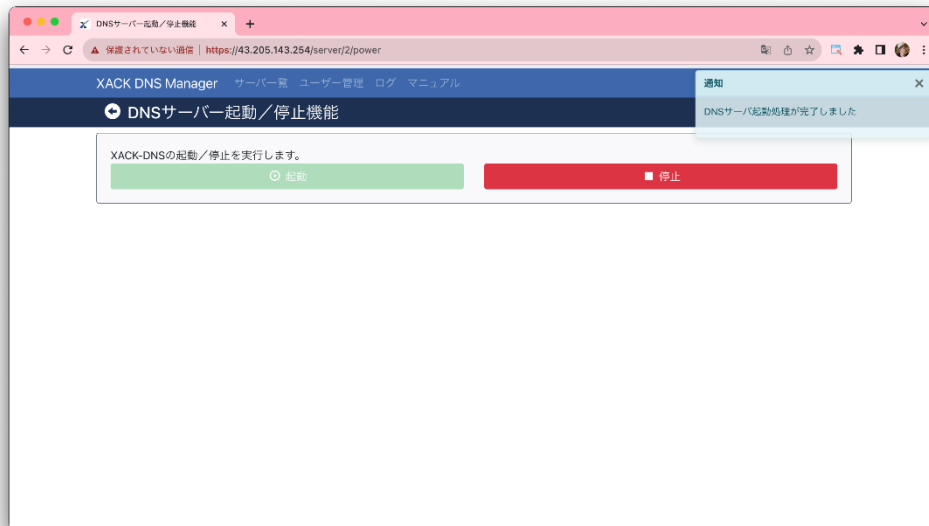 DNSサーバー起動／停止機能
保護されていない通信 | https://43.205.143.254/server/2/power
XACK DNS Manager サーバー覧 ユーザー管理 ログ マニュアル
通知
DNSサーバー起動／停止機能
DNSサーバ起動処理が完了しました
XACK-DNSの起動／停止を実行します。
起動
停止